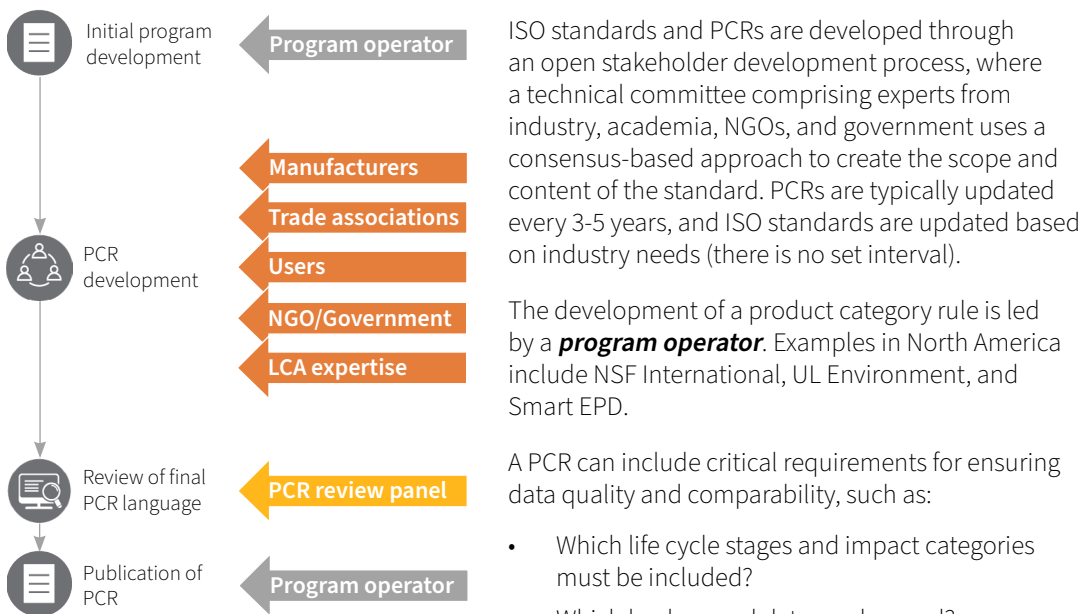 Initial program
development
Program operator
Manufacturers
Trade associations
PCR
development
Users
NGO/Government
LCA expertise
Review of final
PCR language
PCR review panel
Publication of
PCR
Program operator
ISO standards and PCRs are developed through
an open stakeholder development process, where
a technical committee comprising experts from
industry, academia, NGOs, and government uses a
consensus-based approach to create the scope and
content of the standard. PCRs are typically updated
every 3-5 years, and ISO standards are updated based
on industry needs (there is no set interval).
The development of a product category rule is led
by a program operator. Examples in North America
include NSF International, UL Environment, and
Smart EPD.
A PCR can include critical requirements for ensuring
data quality and comparability, such as:
• Which life cycle stages and impact categories
must be included?